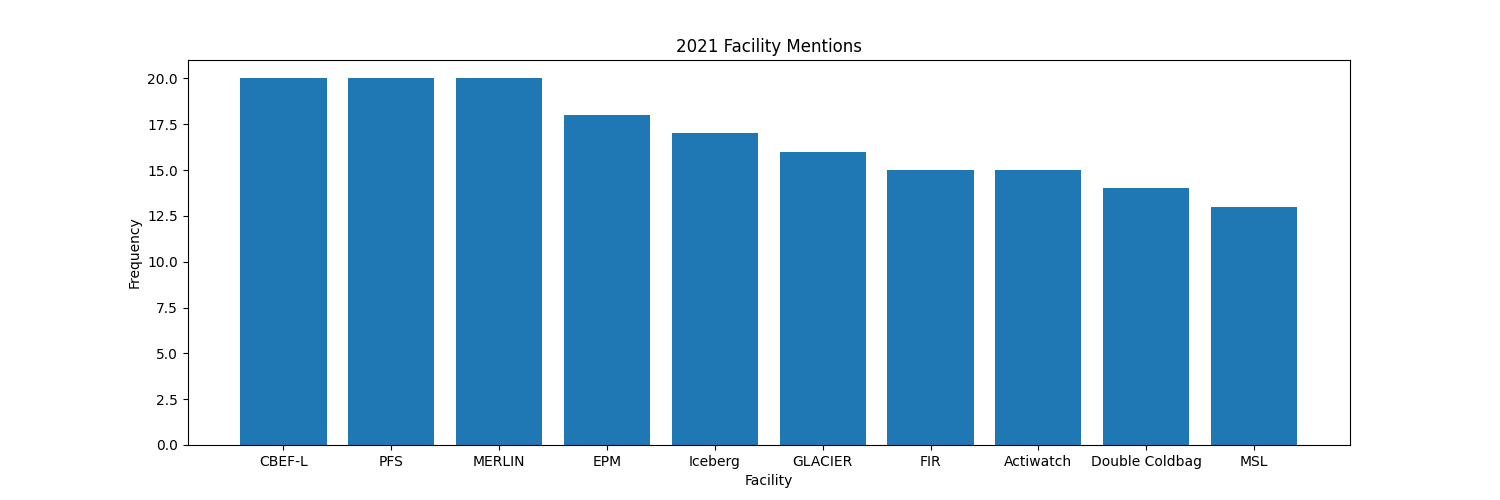 2021 Facility Mentions
Frequency
20.0
17.5
15.0
12.5
10.0
7.5
5.0
2.5
0.0
CBEF-L PFS MERLIN EPM Iceberg GLACIER FIR Actiwatch Double Coldbag MSL
Facility